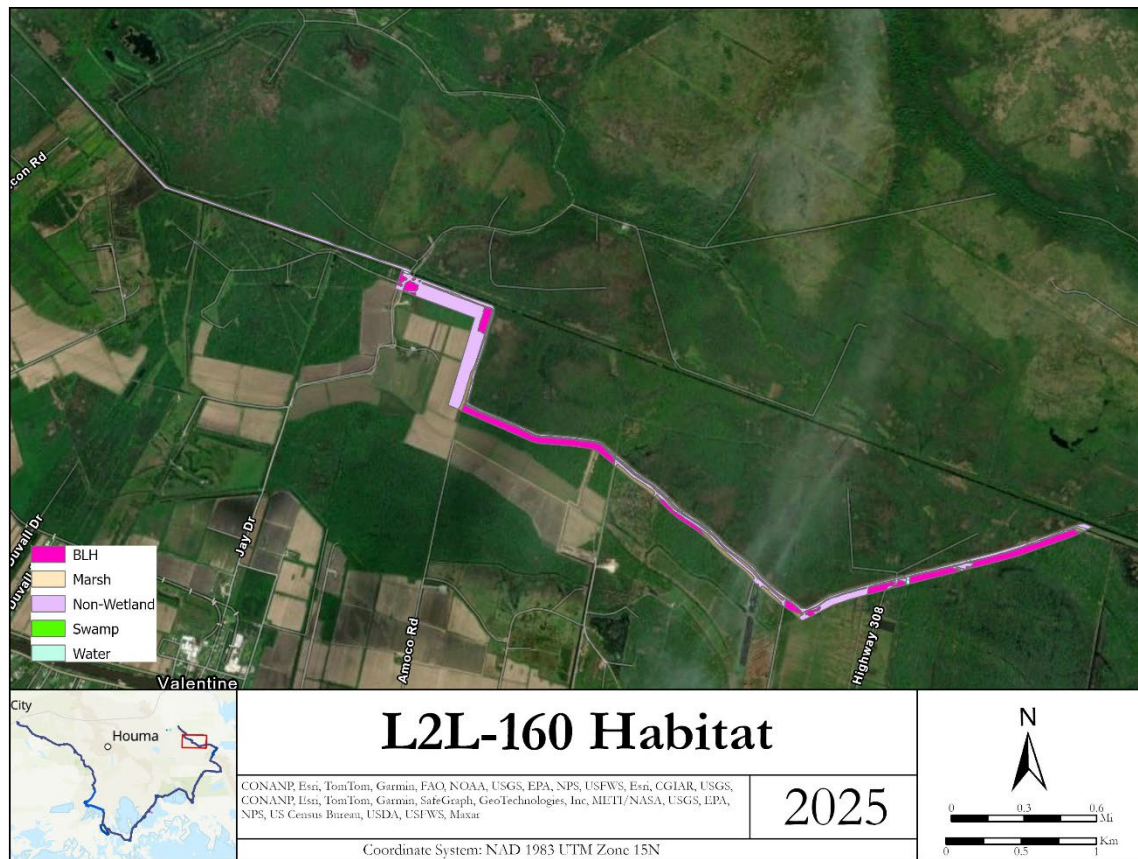 con Rd
Duvall Dr
Duvall
Jay Dr
Amoco Rd
Highway 308
Valentine
BLH
Marsh
Non-Wetland
Swamp
Water
City
Houma
L2L-160 Habitat
CONANP, Esri, TomTom, Garmin, FAO, NOAA, USGS, EPA, NPS, USFWS, Esri, CGIAR, USGS,
CONANP, Esri, TomTom, Garmin, SafeGraph, GeoTechnologies, Inc, METI/NASA, USGS, EPA,
NPS, US Census Bureau, USDA, USFWS, Maxar
2025
Coordinate System: NAD 1983 UTM Zone 15N
N
0 0.3 0.6
Mi
Km
0 0.5 1